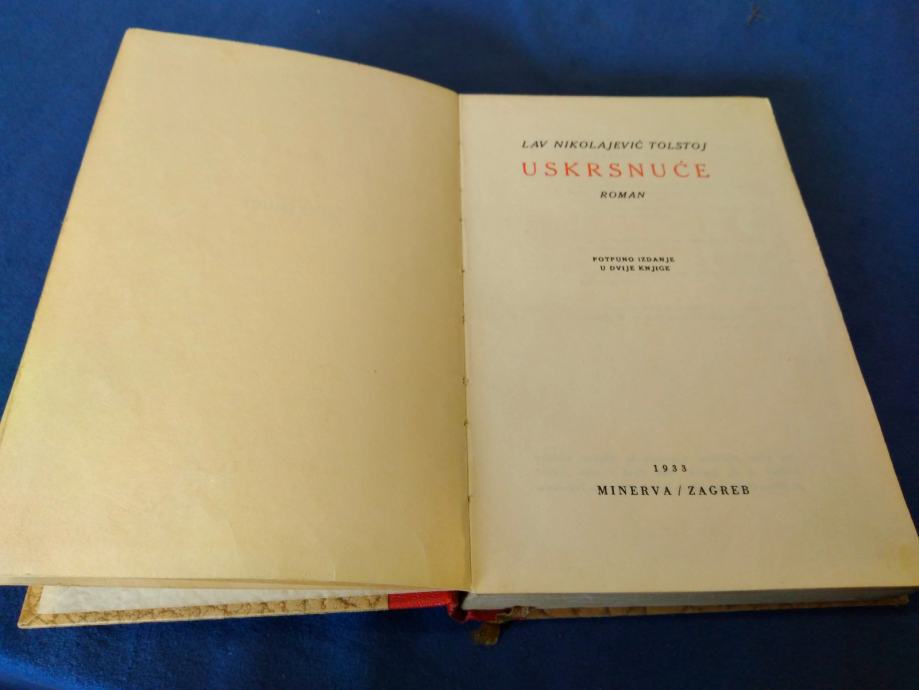 LAV NIKOLAJEVIĆ TOLSTOJ
USKRSNUĆE
ROMAN
POTPUNO IZDANJE
U DVIJE KNJIGE
1933
MINERVA / ZAGREB